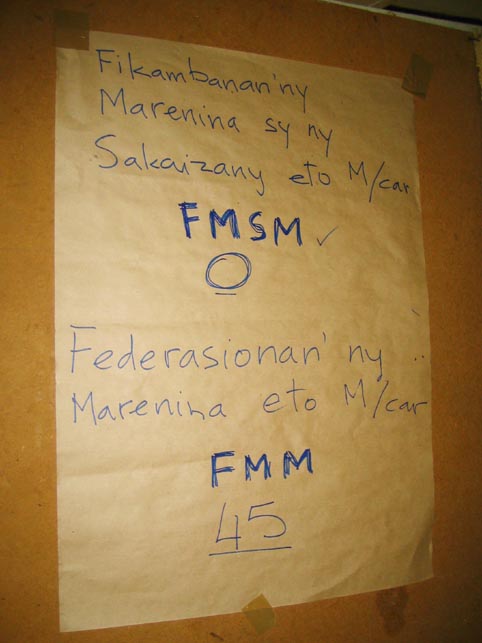 Fikambanan'ny
Marenina sy ny
Sakaizany eto M/car
FMSM ✓
0
Federasionan' ny
Marenina eto M/car
FMM
45